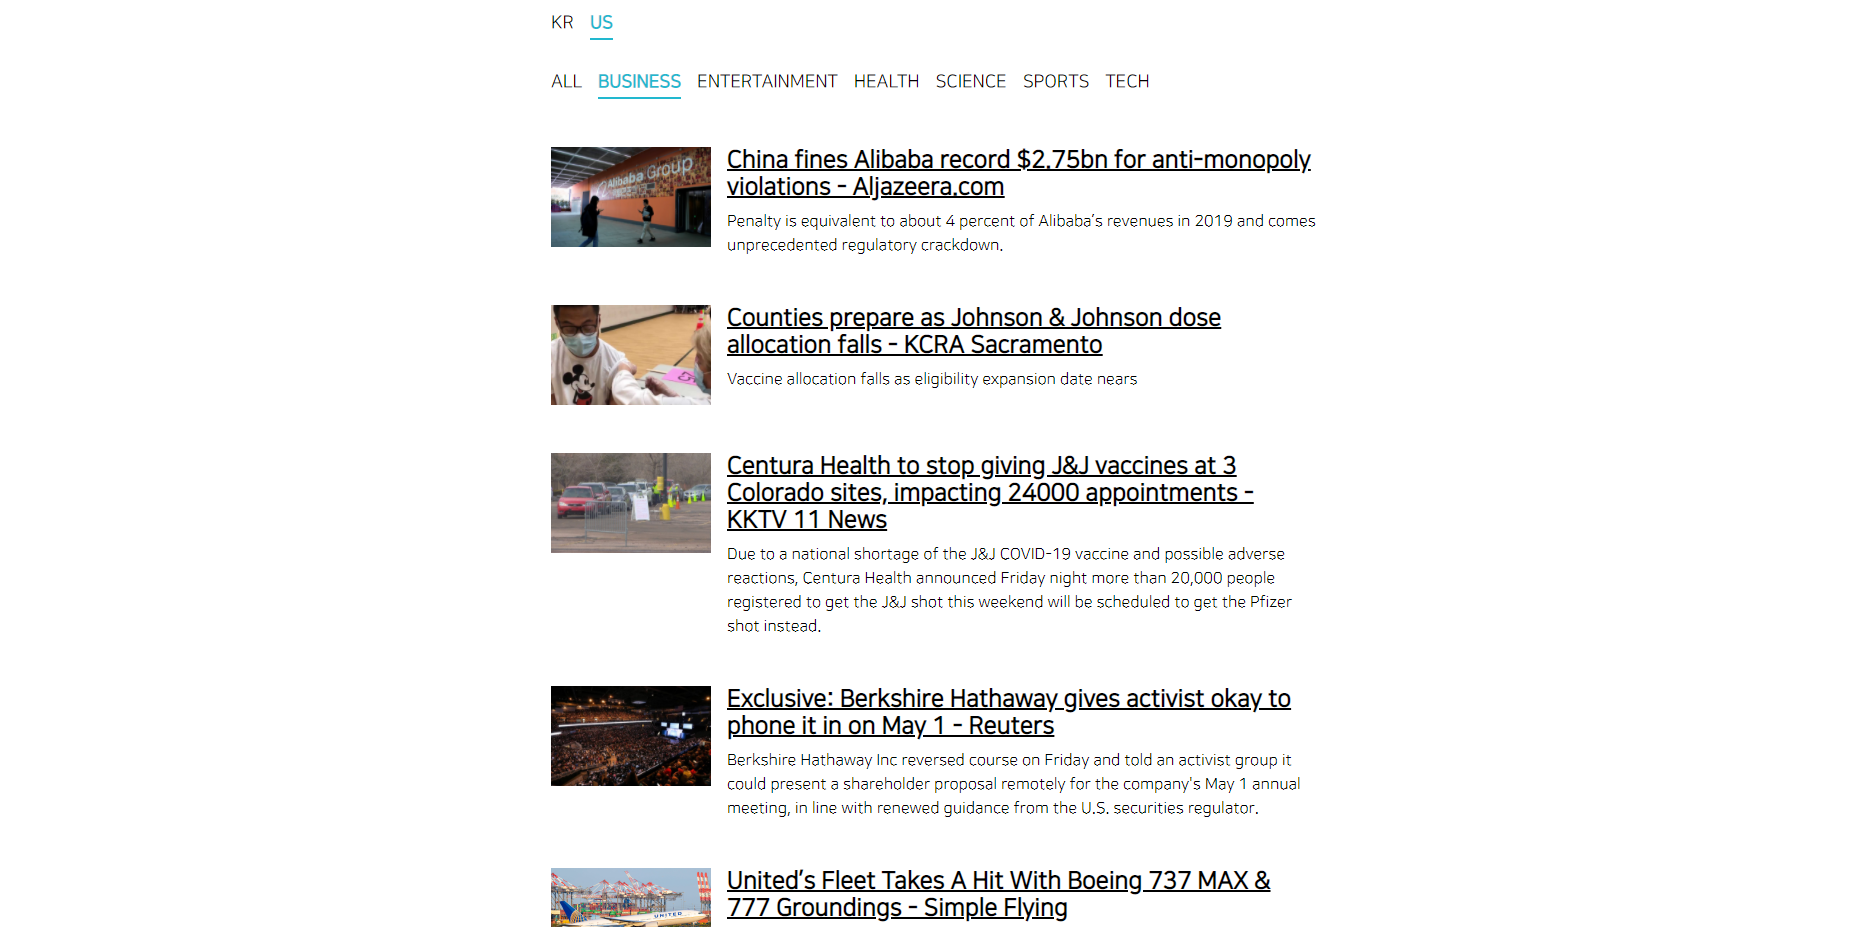 KR US
ALL BUSINESS ENTERTAINMENT HEALTH SCIENCE SPORTS TECH
Alibaba Group
China fines Alibaba record $2.75bn for anti-monopoly
violations - Aljazeera.com
Penalty is equivalent to about 4 percent of Alibaba’s revenues in 2019 and comes
unprecedented regulatory crackdown.
Counties prepare as Johnson & Johnson dose
allocation falls - KCRA Sacramento
Vaccine allocation falls as eligibility expansion date nears
Centura Health to stop giving J&J vaccines at 3
Colorado sites, impacting 24000 appointments -
KKTV 11 News
Due to a national shortage of the J&J COVID-19 vaccine and possible adverse
reactions, Centura Health announced Friday night more than 20,000 people
registered to get the J&J shot this weekend will be scheduled to get the Pfizer
shot instead.
Exclusive: Berkshire Hathaway gives activist okay to
phone it in on May 1 - Reuters
Berkshire Hathaway Inc reversed course on Friday and told an activist group it
could present a shareholder proposal remotely for the company's May 1 annual
meeting, in line with renewed guidance from the U.S. securities regulator.
UNITED
United’s Fleet Takes A Hit With Boeing 737 MAX &
777 Groundings - Simple Flying